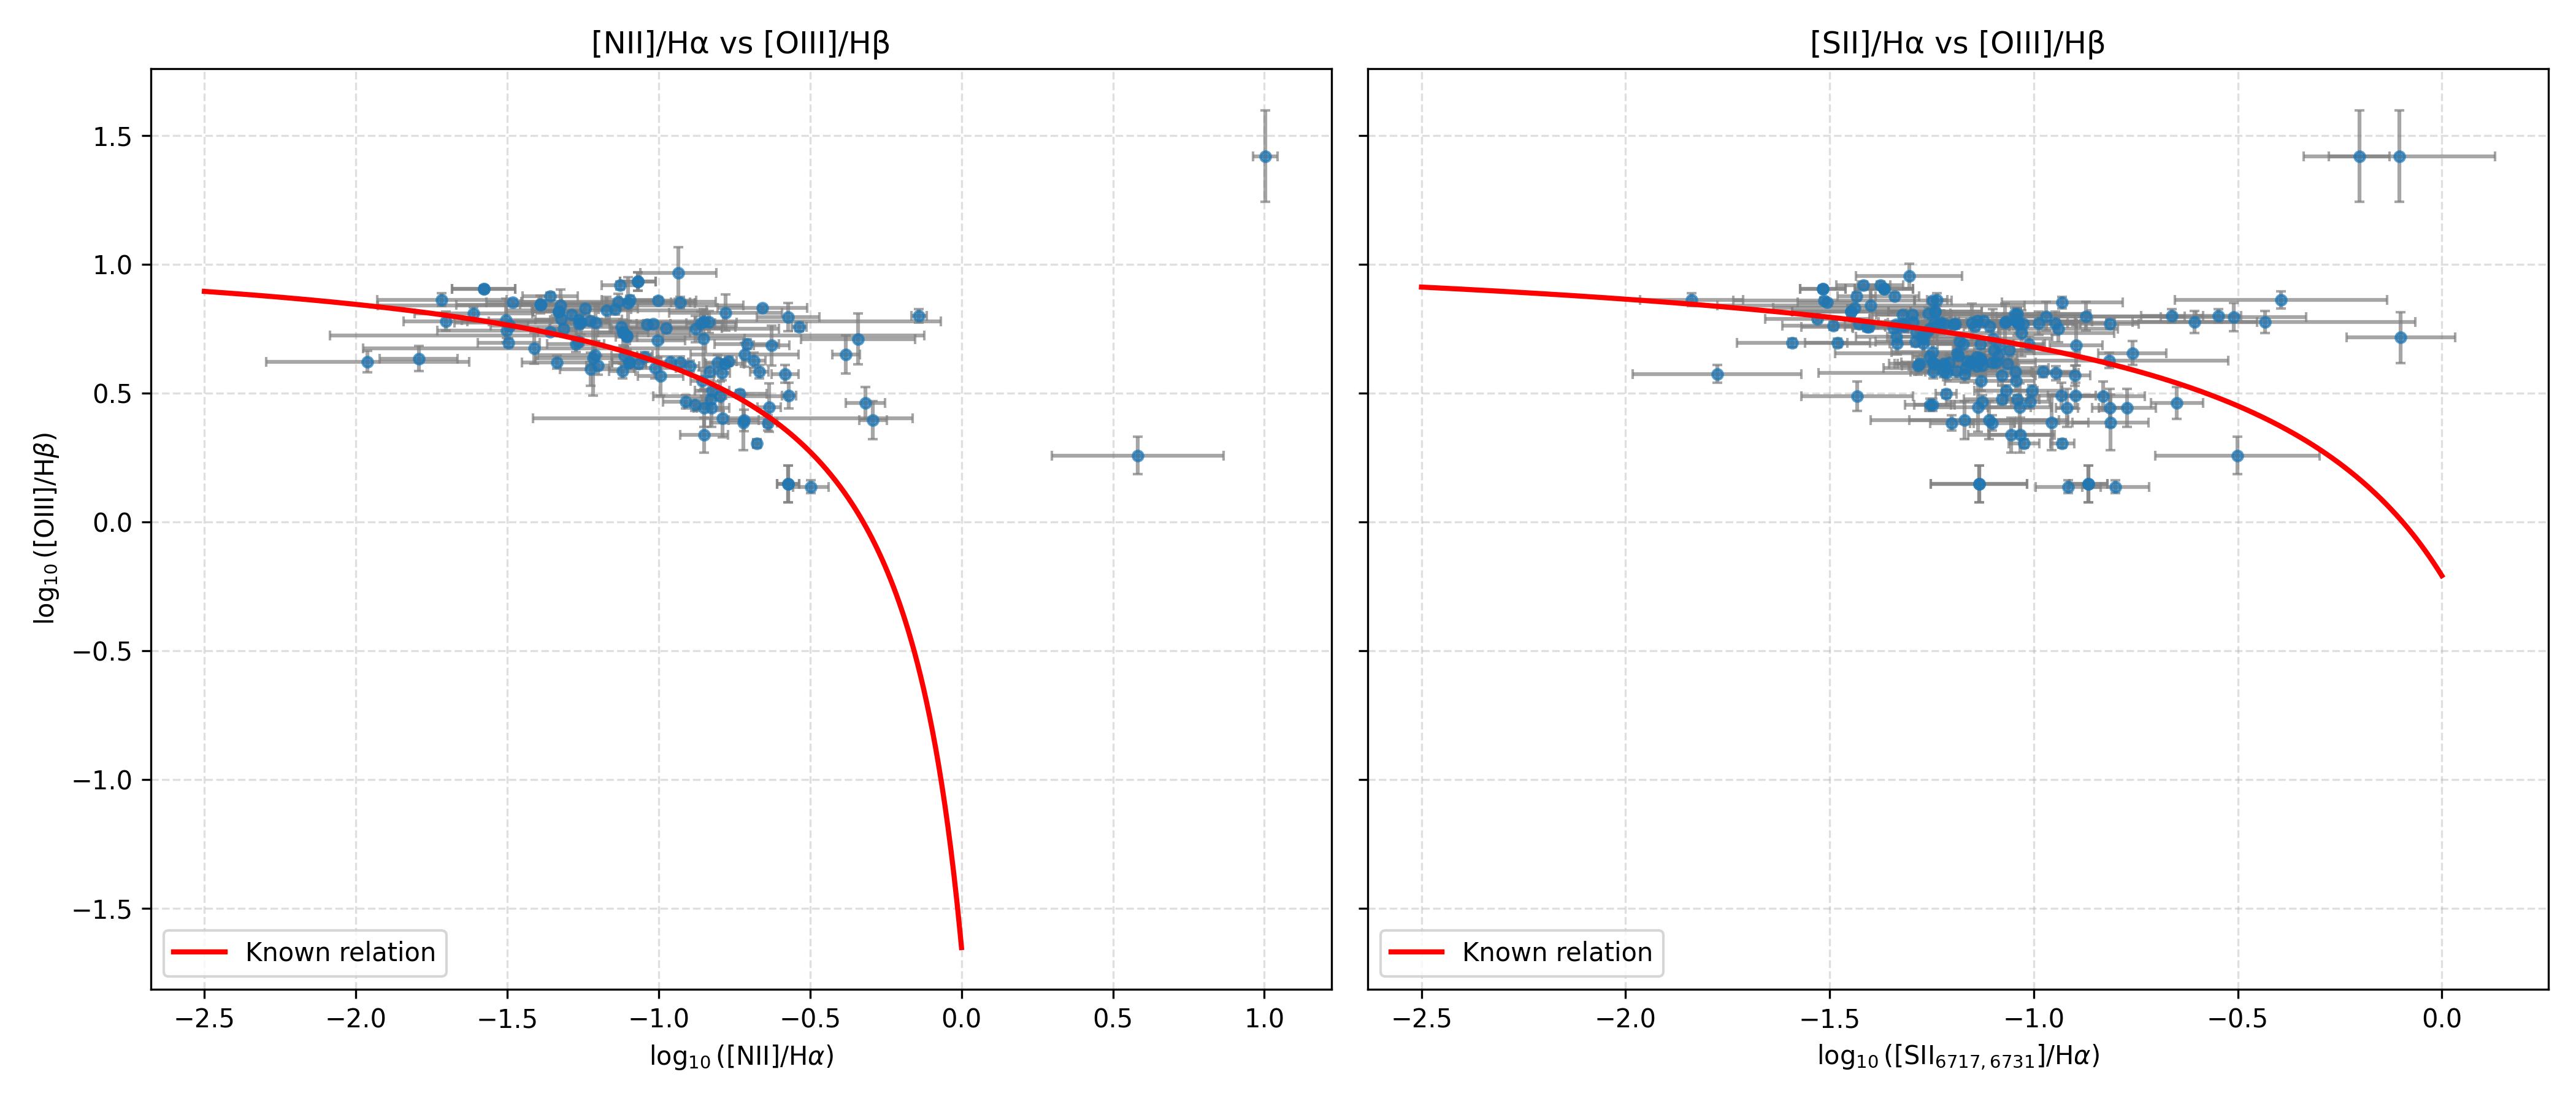 [NII]/Hα vs [OIII]/Hβ
[SII]/Hα vs [OIII]/Hβ
log₁₀ ([OIII]/Hβ)
1.5
1.0
0.5
0.0
−0.5
−1.0
−1.5
Known relation
Known relation
−2.5 −2.0 −1.5 −1.0 −0.5 0.0 0.5 1.0
−2.5 −2.0 −1.5 −1.0 −0.5 0.0
log₁₀ ([NII]/Hα)
log₁₀ ([SII₆₇₁₇, ₆₇₃₁]/Hα)